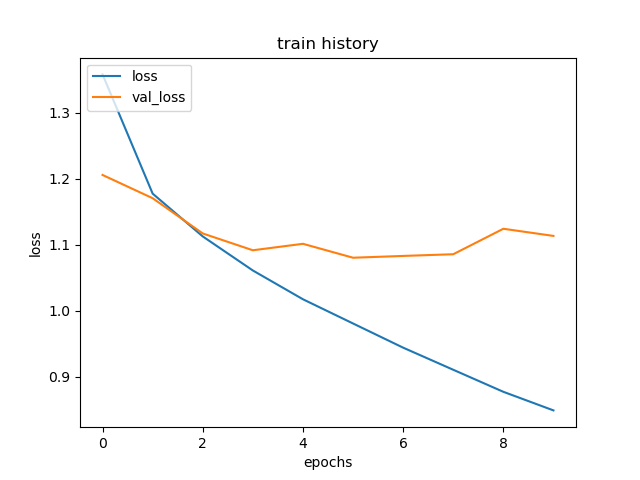 train history
loss
val_loss
1.3
1.2
1.1
1.0
0.9
loss
0 2 4 6 8
epochs